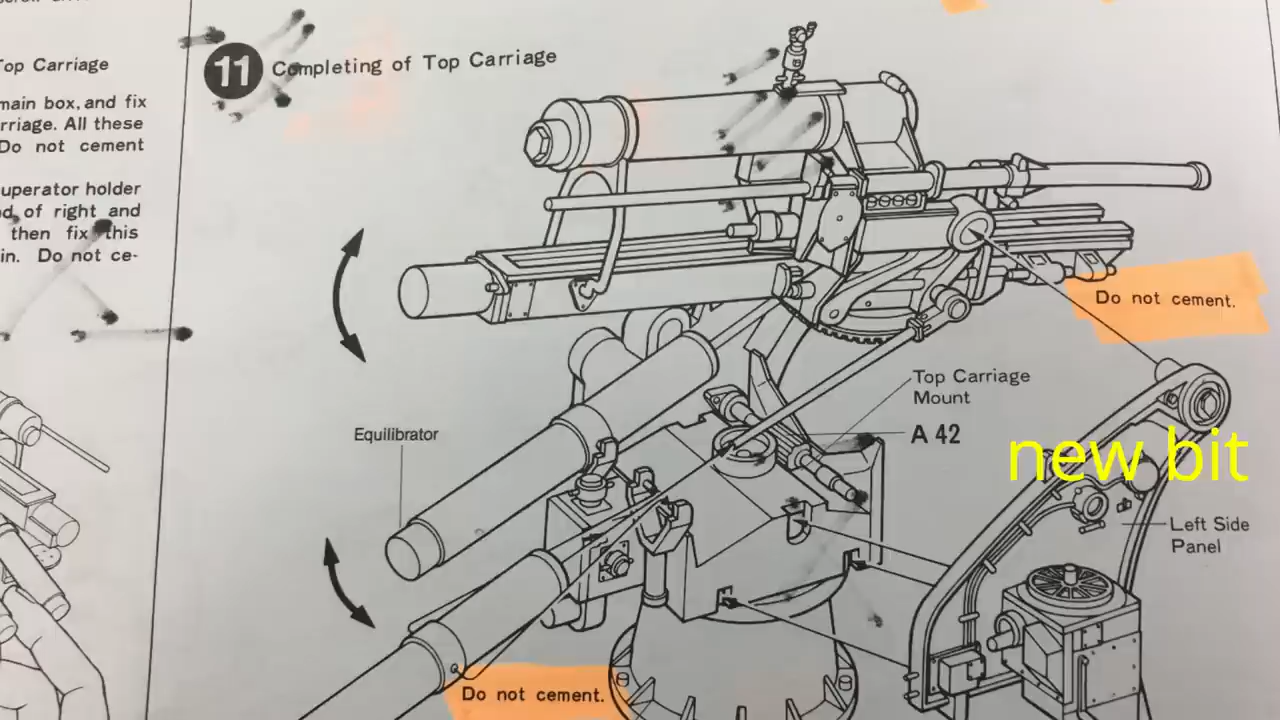 Top Carriage
main box, and fix
rriage. All these
Do not cement
uperator holder
d of right and
then fix this
in. Do not ce-
11 Completing of Top Carriage
Do not cement.
Top Carriage
Mount
A 42
Equilibrator
new bit
Left Side
Panel
Do not cement.